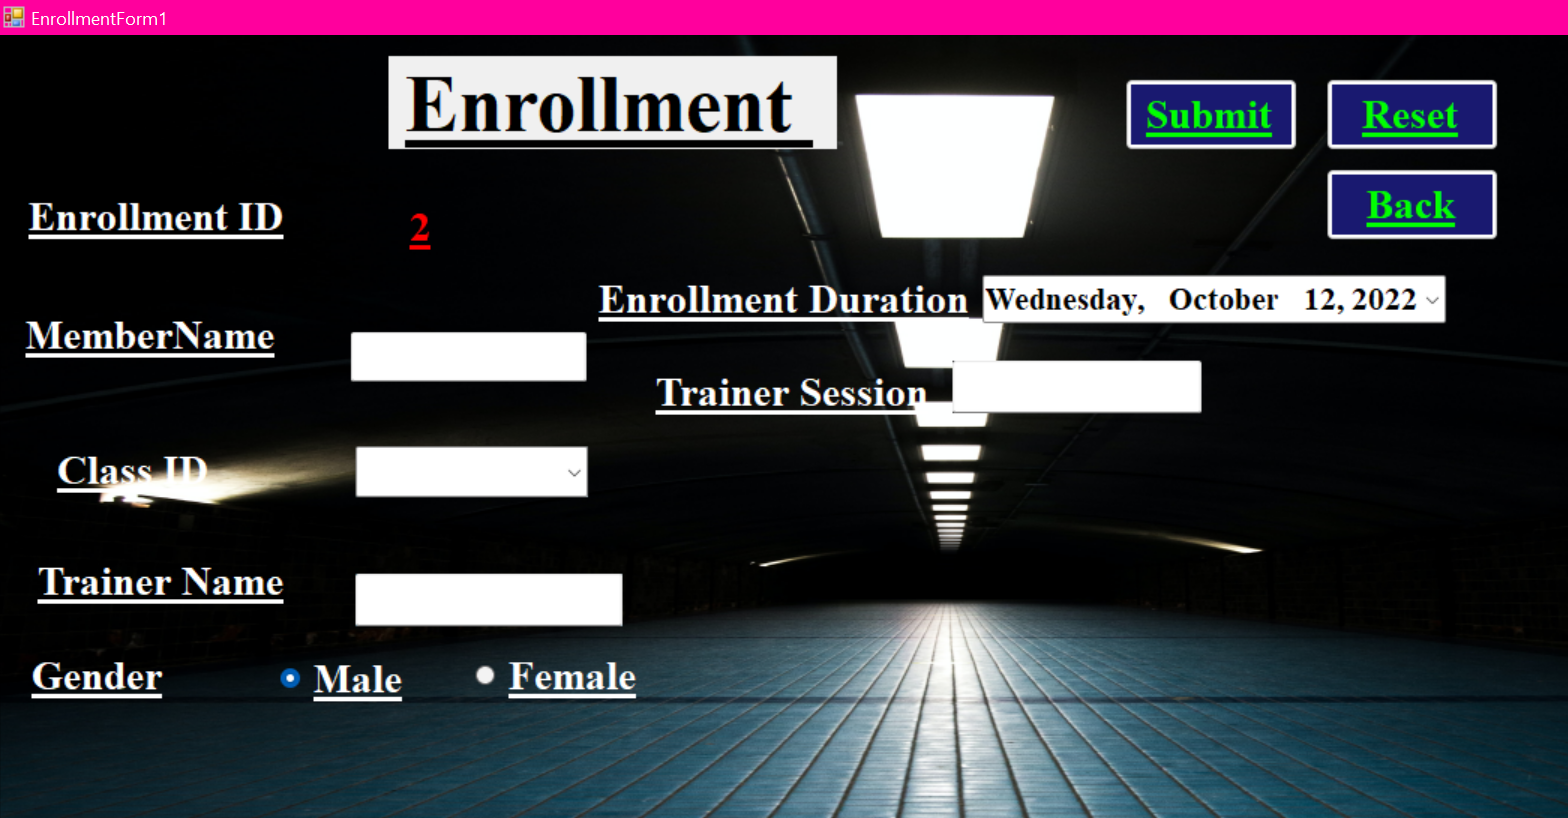 EnrollmentForm1
Enrollment
Submit
Reset
Back
Enrollment ID
2
Enrollment Duration
Wednesday, October 12, 2022
MemberName
Trainer Session
Class ID
Trainer Name
Gender
Male
Female